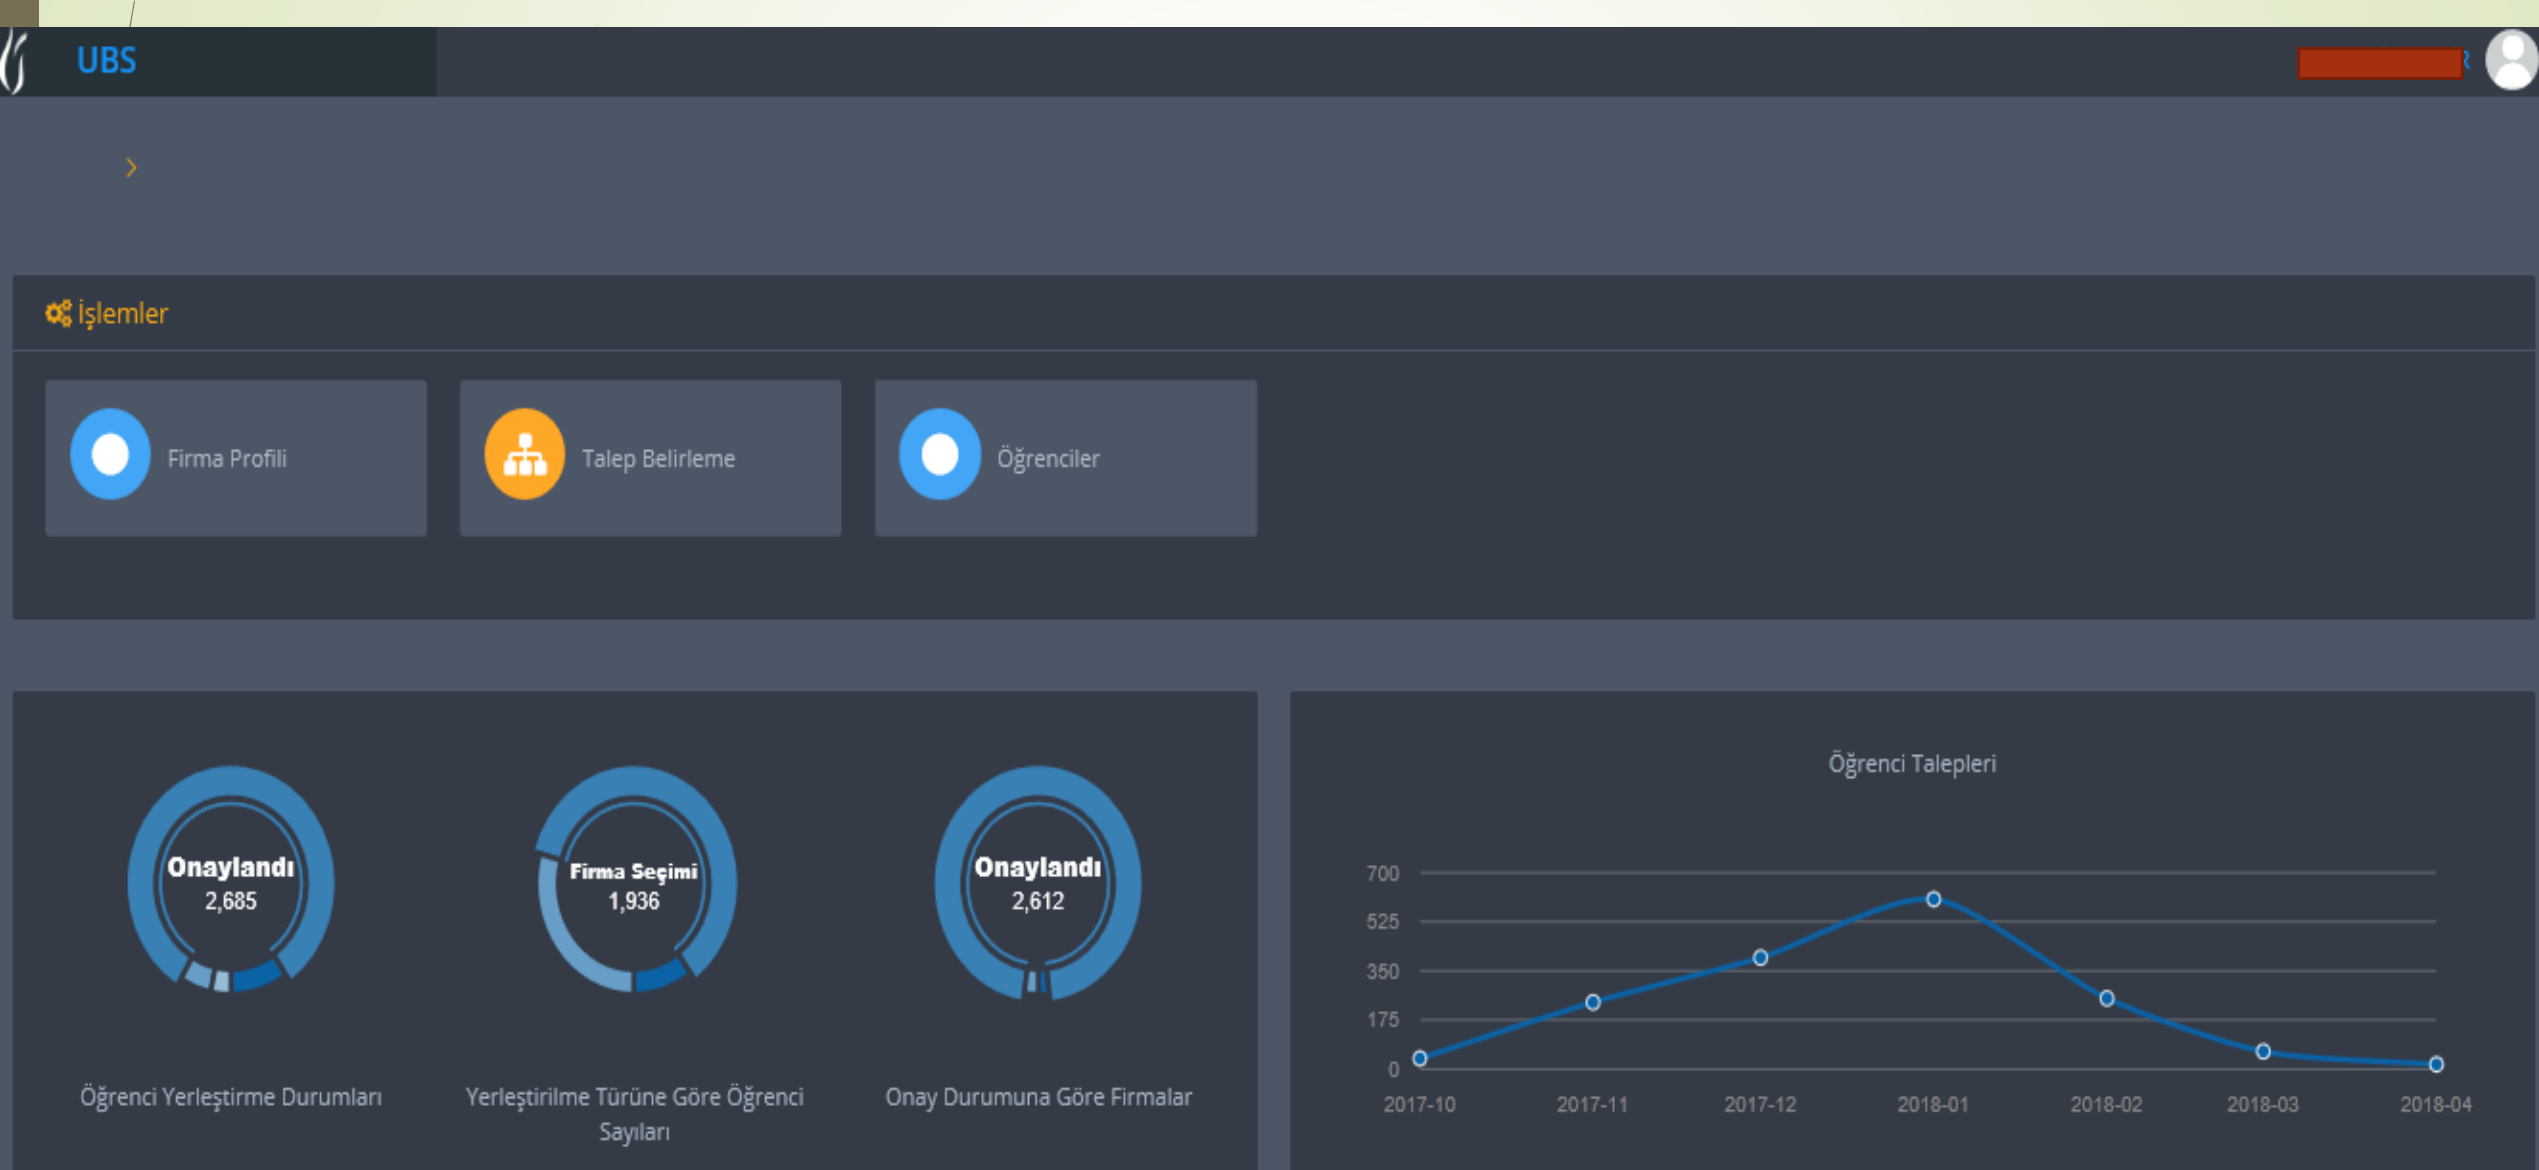 UBS
R
İşlemler
Firma Profili
Talep Belirleme
Öğrenciler
Onaylandı
2,685
Öğrenci Yerleştirme Durumları
Firma Seçimi
1,936
Yerleştirilme Türüne Göre Öğrenci
Sayıları
Onaylandı
2,612
Onay Durumuna Göre Firmalar
Öğrenci Talepleri
700
525
350
175
0
2017-10 2017-11 2017-12 2018-01 2018-02 2018-03 2018-04